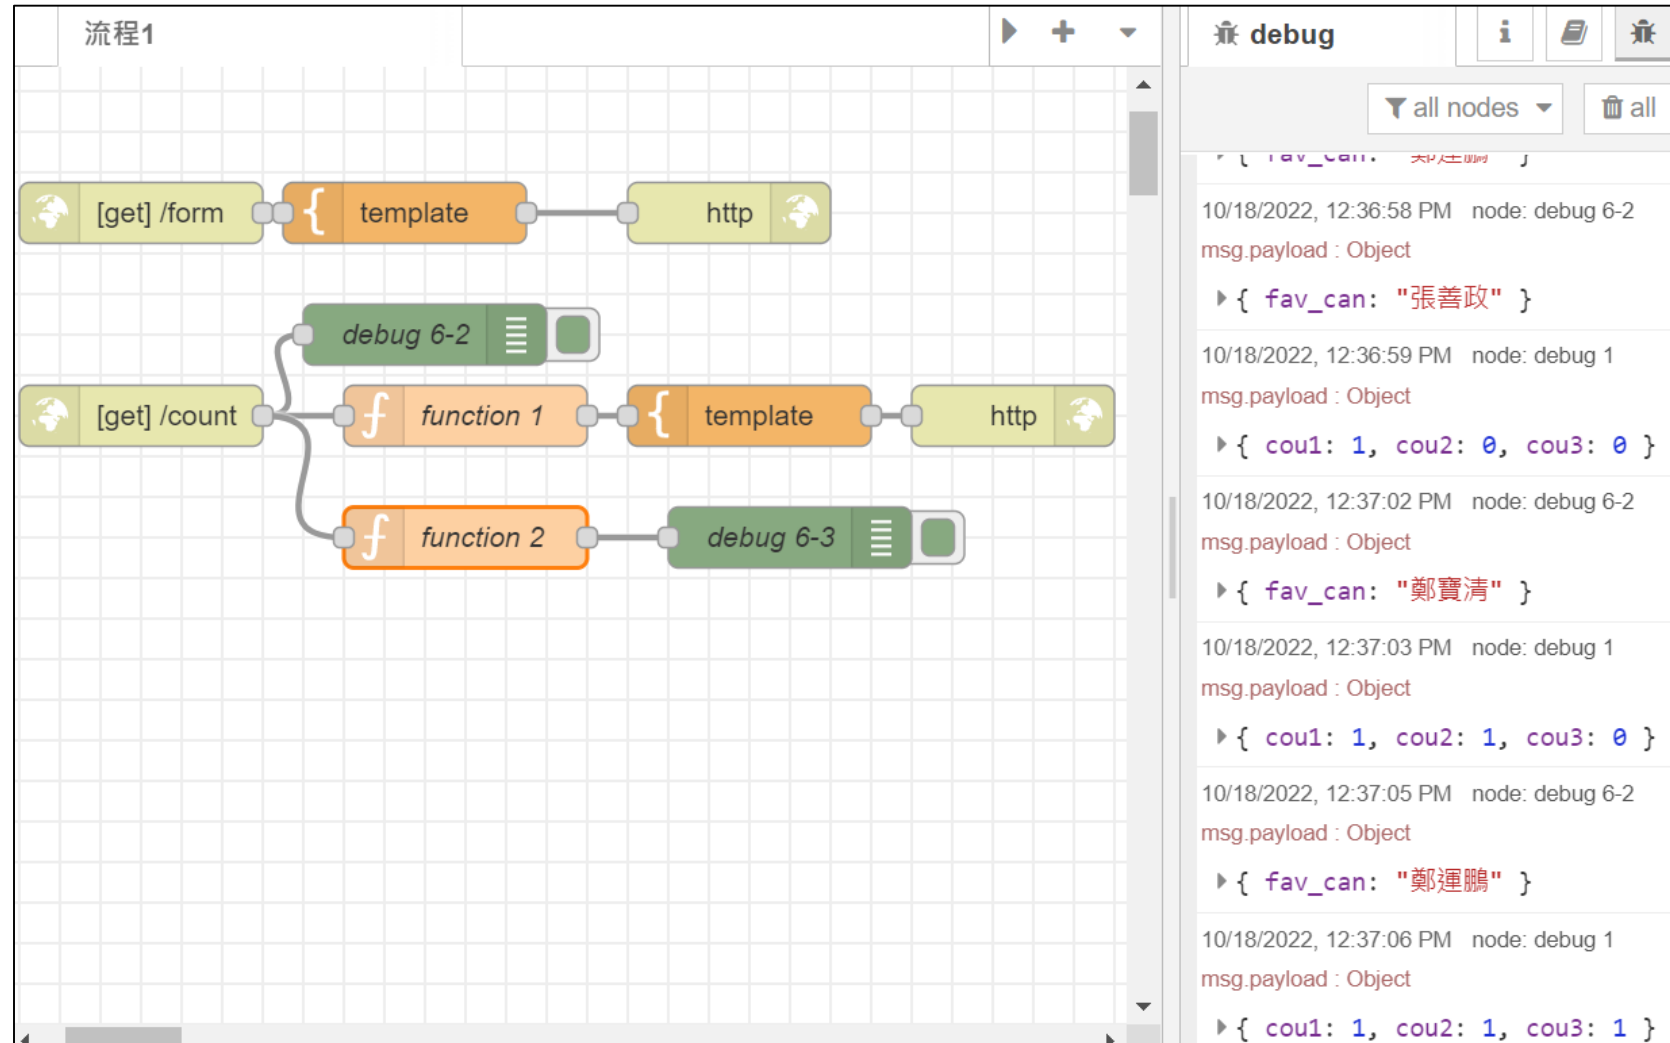 流程1
debug
all nodes
all
[get] /form
template
http
debug 6-2
[get] /count
function 1
template
http
function 2
debug 6-3
{ fav_can: "鄭運鵬" }
10/18/2022, 12:36:58 PM node: debug 6-2
msg.payload : Object
{ fav_can: "張善政" }
10/18/2022, 12:36:59 PM node: debug 1
msg.payload : Object
{ cou1: 1, cou2: 0, cou3: 0 }
10/18/2022, 12:37:02 PM node: debug 6-2
msg.payload : Object
{ fav_can: "鄭寶清" }
10/18/2022, 12:37:03 PM node: debug 1
msg.payload : Object
{ cou1: 1, cou2: 1, cou3: 0 }
10/18/2022, 12:37:05 PM node: debug 6-2
msg.payload : Object
{ fav_can: "鄭運鵬" }
10/18/2022, 12:37:06 PM node: debug 1
msg.payload : Object
{ cou1: 1, cou2: 1, cou3: 1 }